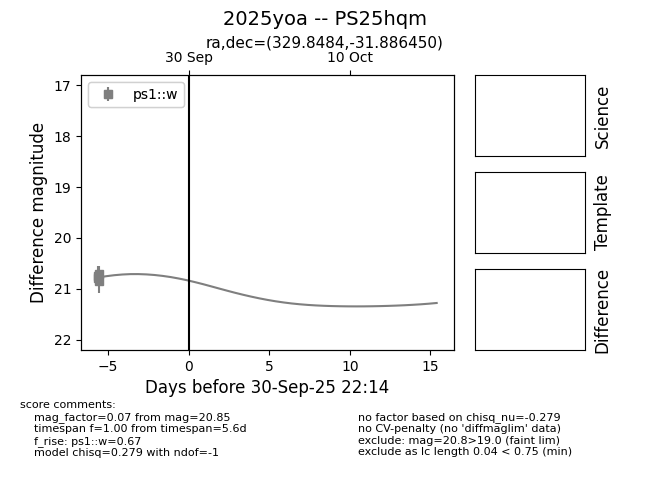 2025yoa -- PS25hqm
ra,dec=(329.8484,-31.886450)
30 Sep
10 Oct
ps1::w
17
18
19
20
21
22
Difference magnitude
−5
0
5
10
15
Days before 30-Sep-25 22:14
Science
Template
Difference
score comments:
mag_factor=0.07 from mag=20.85
timespan f=1.00 from timespan=5.6d
f_rise: ps1::w=0.67
model chisq=0.279 with ndof=-1
no factor based on chisq_nu=-0.279
no CV-penalty (no 'diffmaglim' data)
exclude: mag=20.8>19.0 (faint lim)
exclude as lc length 0.04 < 0.75 (min)